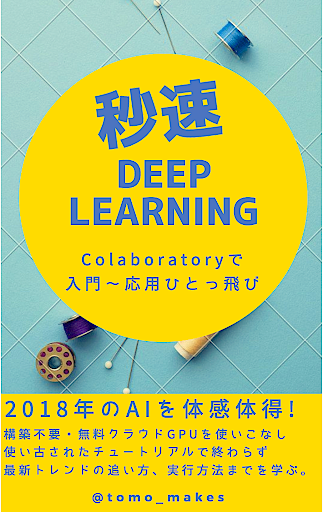 秒速
DEEP
LEARNING
Colaboratoryで
入門〜応用ひとっ飛び
2018年のAIを体感体得!
構築不要・無料クラウドGPUを使いこなし
使い古されたチュートリアルで終わらず
最新トレンドの追い方、実行方法までを学ぶ。
@tomo_makes